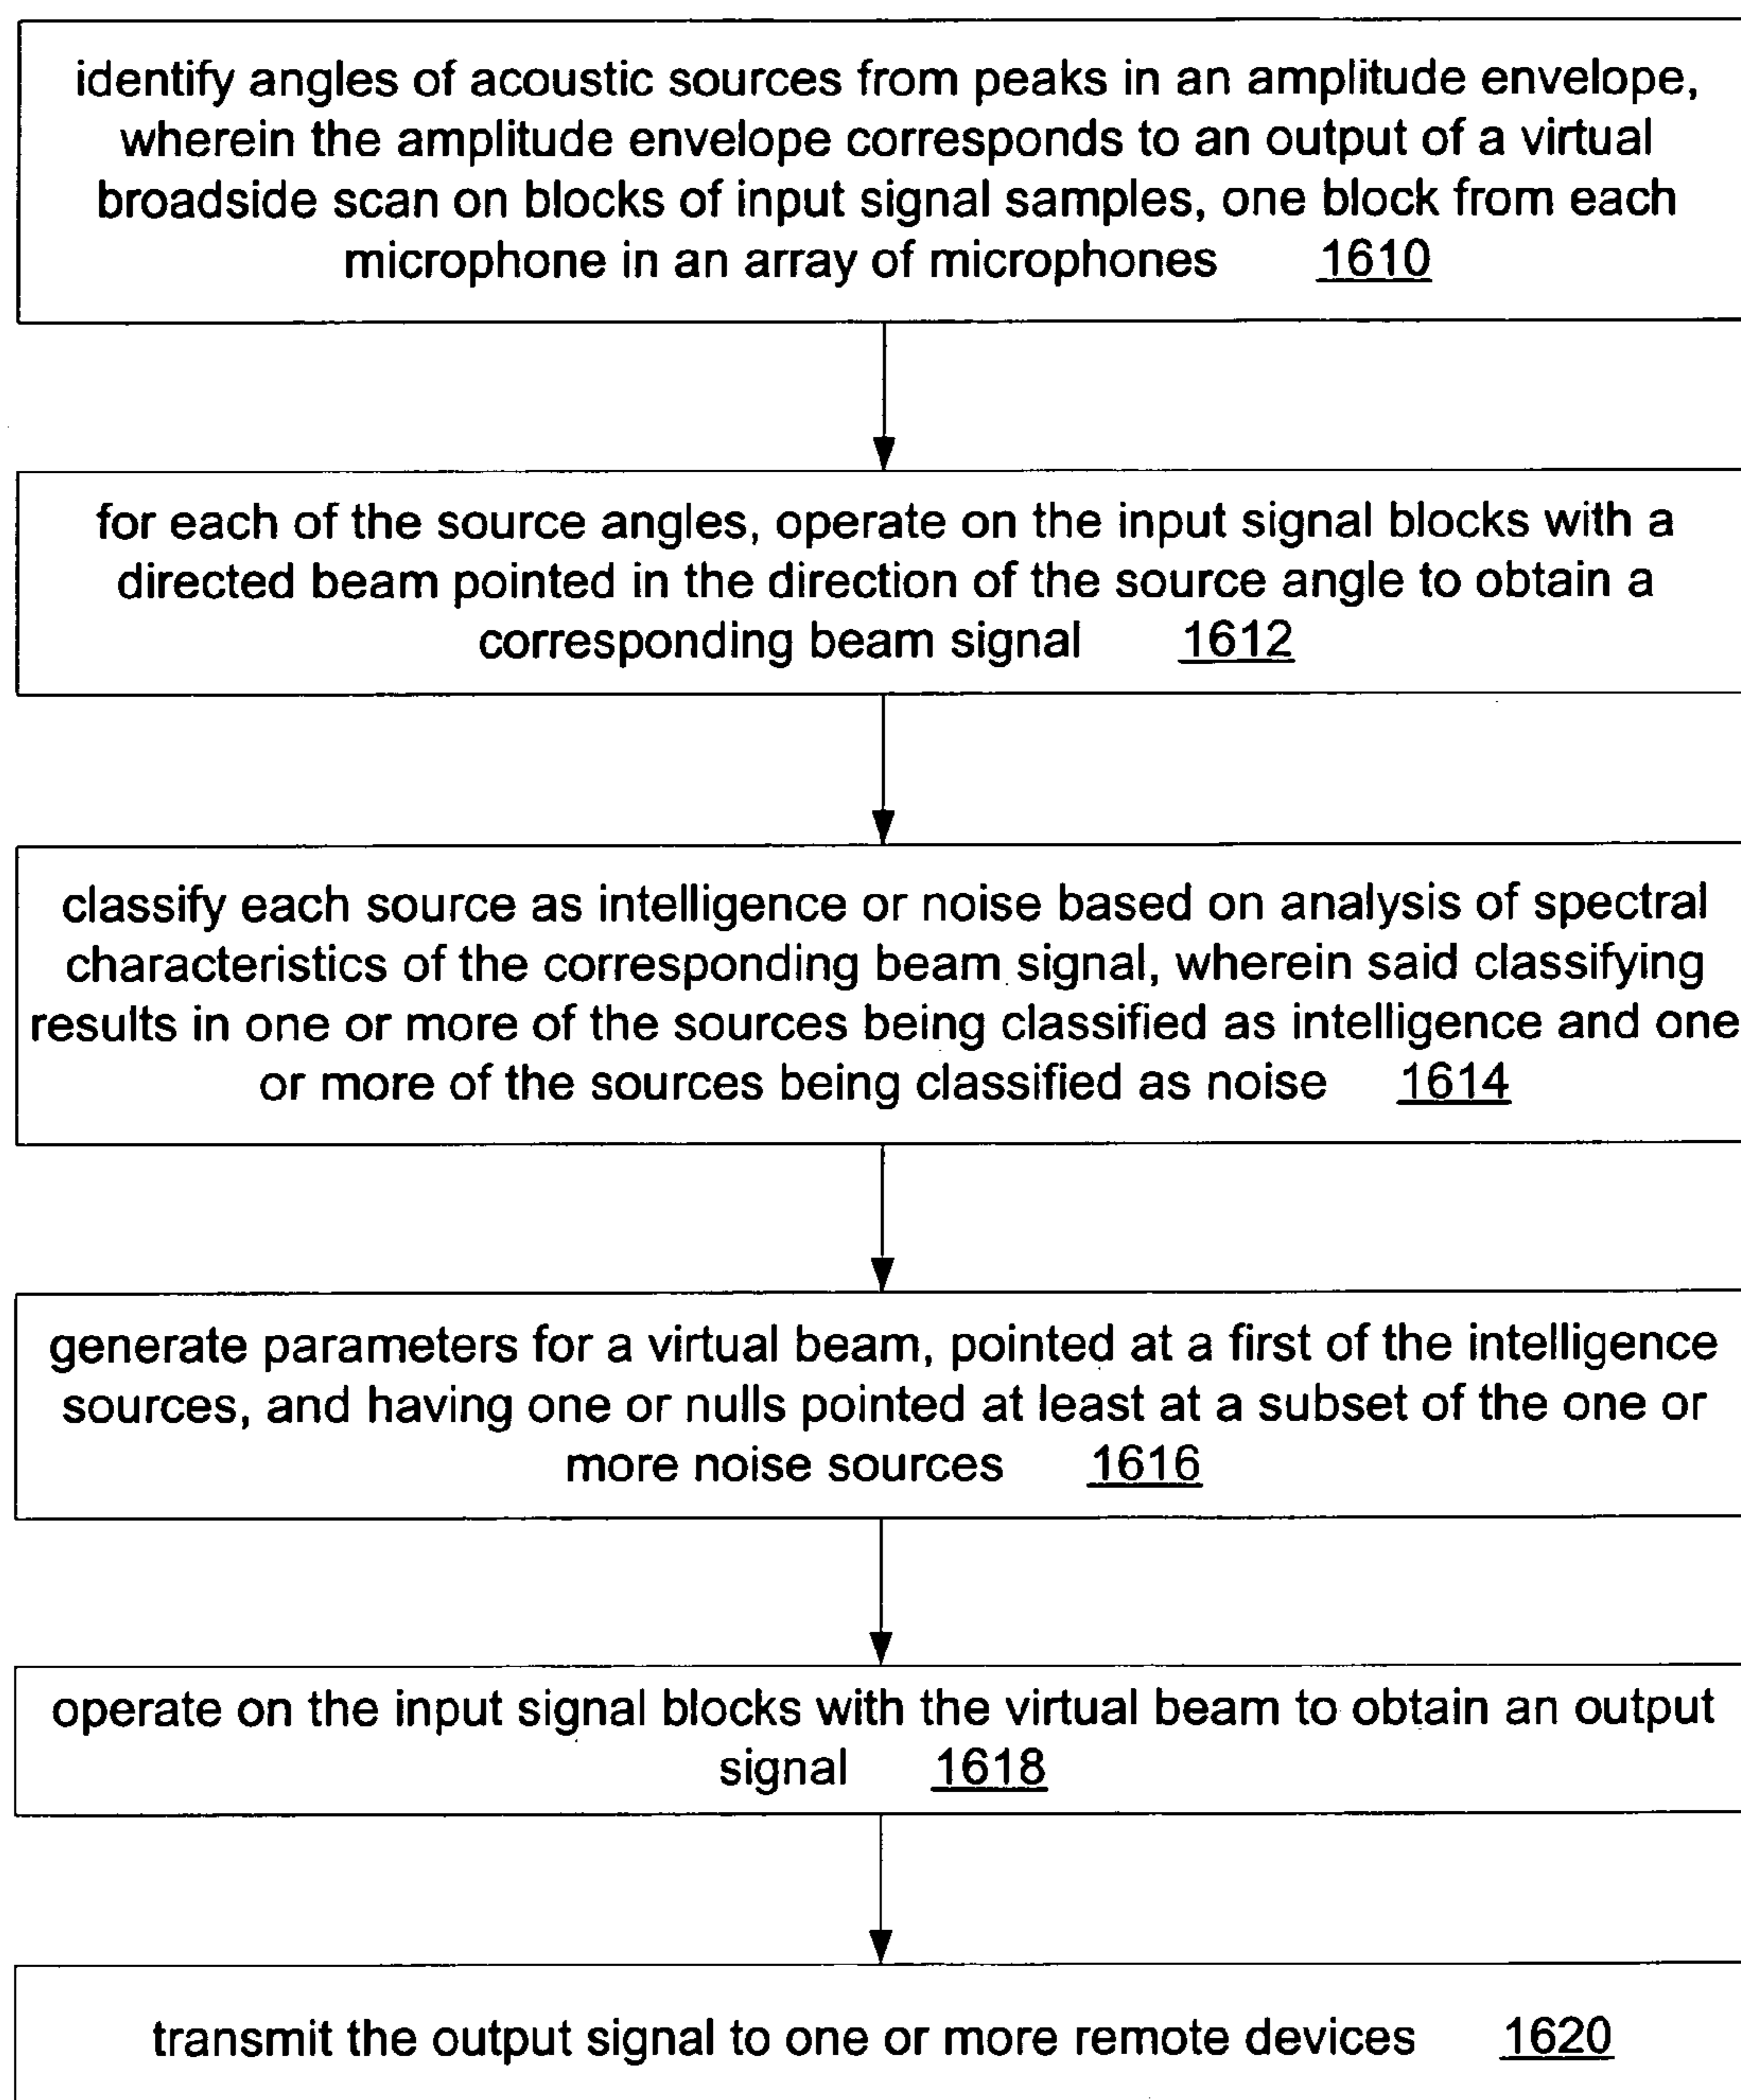 identify angles of acoustic sources from peaks in an amplitude envelope,
wherein the amplitude envelope corresponds to an output of a virtual
broadside scan on blocks of input signal samples, one block from each
microphone in an array of microphones 1610
for each of the source angles, operate on the input signal blocks with a
directed beam pointed in the direction of the source angle to obtain a
corresponding beam signal 1612
classify each source as intelligence or noise based on analysis of spectral
characteristics of the corresponding beam signal, wherein said classifying
results in one or more of the sources being classified as intelligence and one
or more of the sources being classified as noise 1614
generate parameters for a virtual beam, pointed at a first of the intelligence
sources, and having one or nulls pointed at least at a subset of the one or
more noise sources 1616
operate on the input signal blocks with the virtual beam to obtain an output
signal 1618
transmit the output signal to one or more remote devices 1620